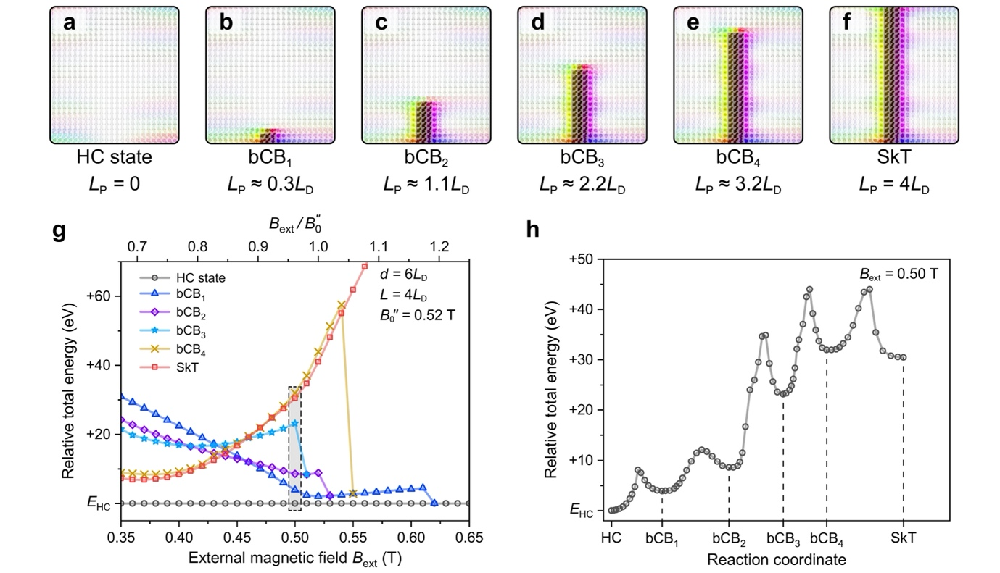 a b c d e f
HC state bCB₁ bCB₂ bCB₃ bCB₄ SkT
L_P = 0 L_P ≈ 0.3L_D L_P ≈ 1.1L_D L_P ≈ 2.2L_D L_P ≈ 3.2L_D L_P = 4L_D
g
B_ext / B₀″
0.7 0.8 0.9 1.0 1.1 1.2
HC state
bCB₁
bCB₂
bCB₃
bCB₄
SkT
d = 6L_D
L = 4L_D
B₀″ = 0.52 T
Relative total energy (eV)
+60
+40
+20
E_HC
0.35 0.40 0.45 0.50 0.55 0.60 0.65
External magnetic field B_ext (T)
h
B_ext = 0.50 T
Relative total energy (eV)
+50
+40
+30
+20
+10
E_HC
HC bCB₁ bCB₂ bCB₃ bCB₄ SkT
Reaction coordinate